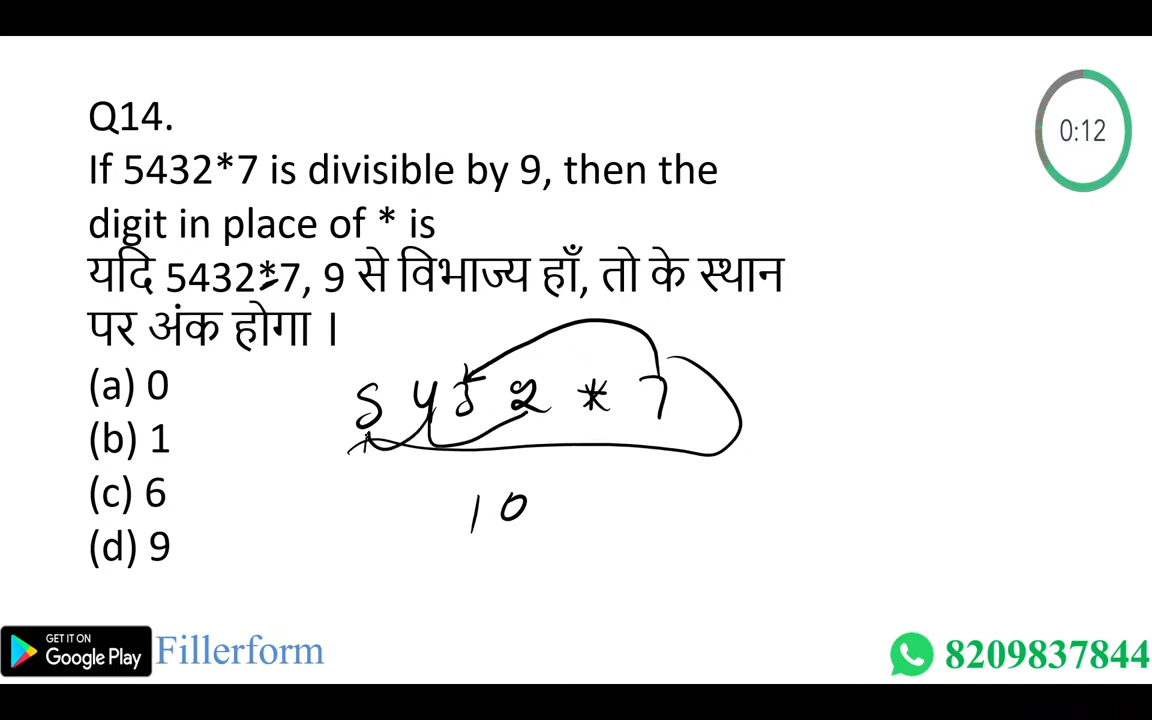 Q14.
0:12
If 5432*7 is divisible by 9, then the
digit in place of * is
यदि 5432*7, 9 से विभाज्य हाँ, तो के स्थान
पर अंक होगा ।
(a) 0
5 4 3 2 * 7
(b) 1
(c) 6
10
(d) 9
GET IT ON
Google Play
Fillerform
8209837844